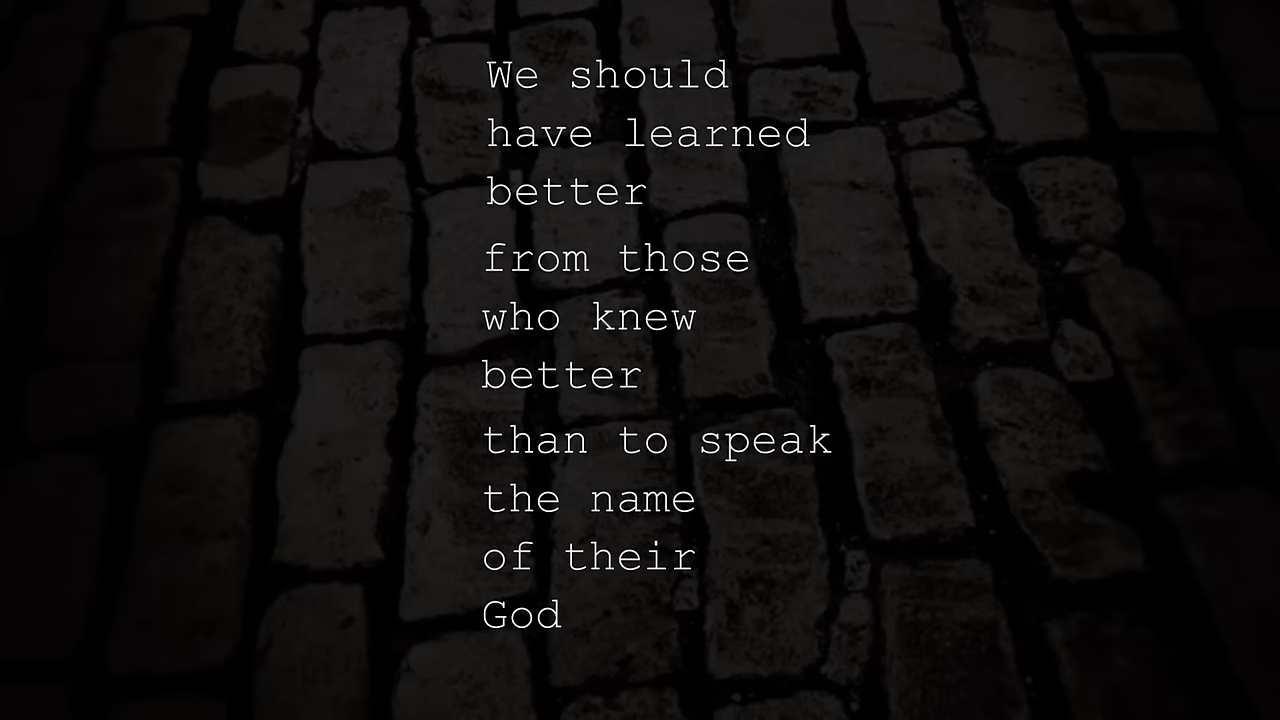 We should
have learned
better
from those
who knew
better
than to speak
the name
of their
God